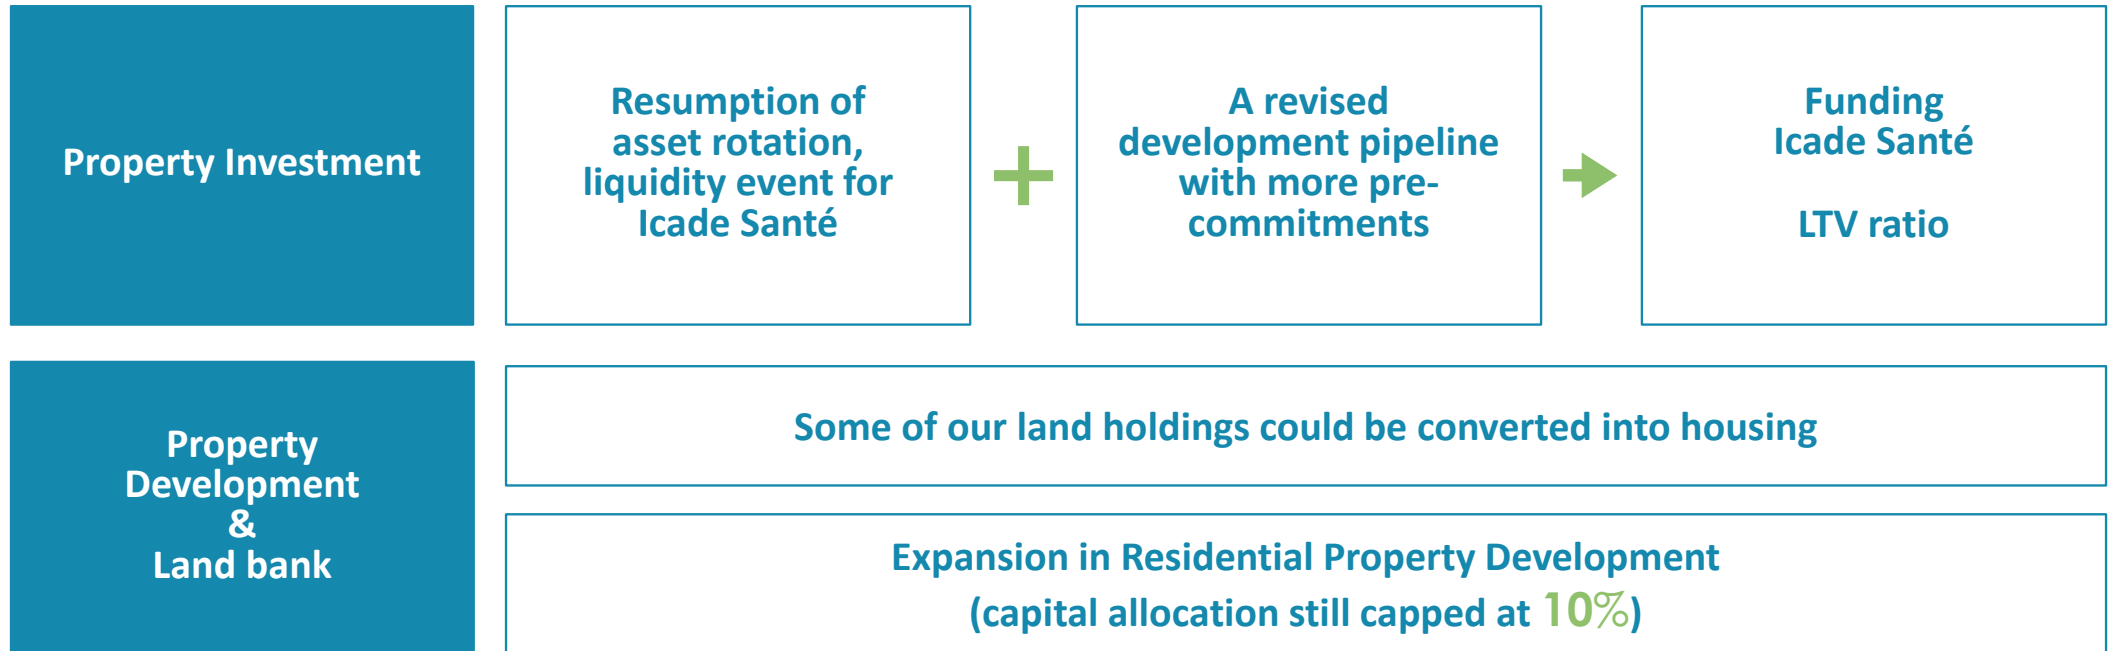 Property Investment
Resumption of
asset rotation,
liquidity event for
Icade Santé
+
A revised
development pipeline
with more pre-
commitments
Funding
Icade Santé
LTV ratio
Property
Development
&
Land bank
Some of our land holdings could be converted into housing
Expansion in Residential Property Development
(capital allocation still capped at 10%)